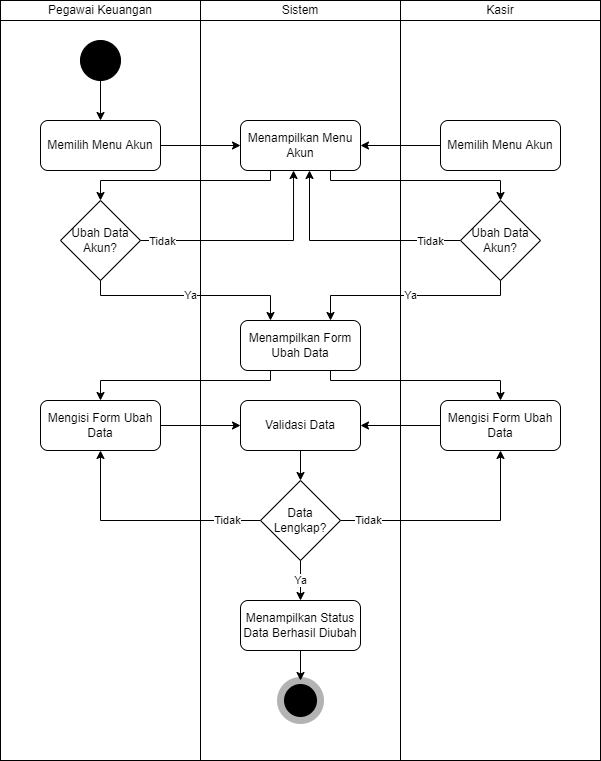 Pegawai Keuangan
Sistem
Kasir
Memilih Menu Akun
Menampilkan Menu
Akun
Memilih Menu Akun
Ubah Data
Akun?
Tidak
Tidak
Ubah Data
Akun?
Ya
Ya
Menampilkan Form
Ubah Data
Mengisi Form Ubah
Data
Validasi Data
Mengisi Form Ubah
Data
Tidak
Data
Lengkap?
Tidak
Ya
Menampilkan Status
Data Berhasil Diubah